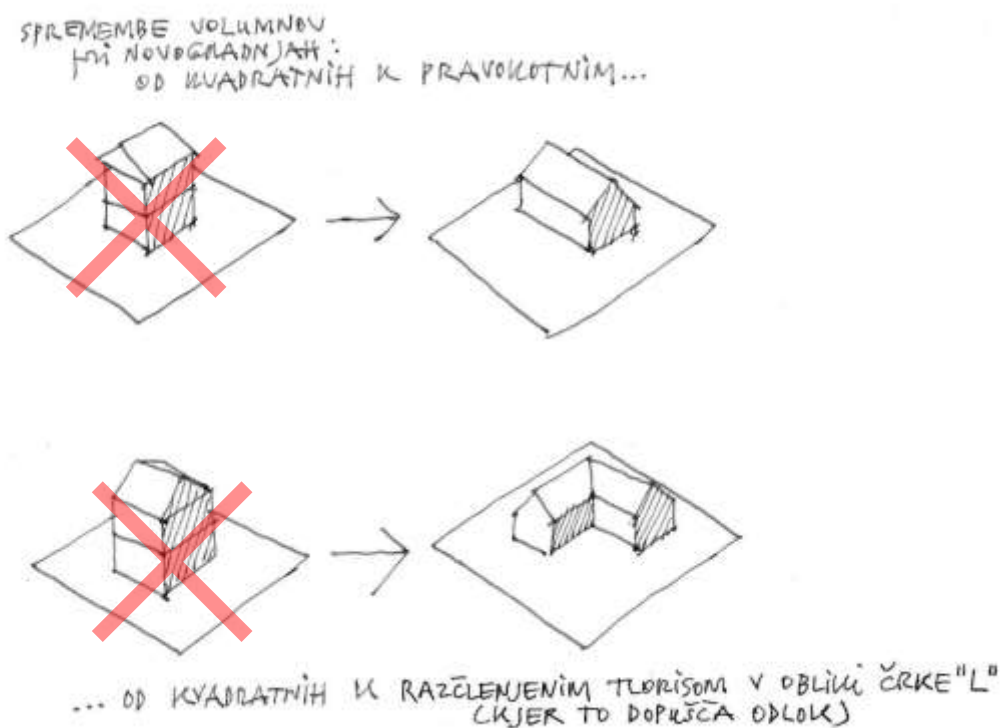 SPREMEMBE VOLUMNOV
pri NOVOGRADNJAH:
OD KVADRATNIH K PRAVOKOTNIM...
... OD KVADRATNIH K RAZČLENJENIM TLORISOM V OBLIKI ČRKE "L"
(KJER TO DOPUŠČA ODLOK)